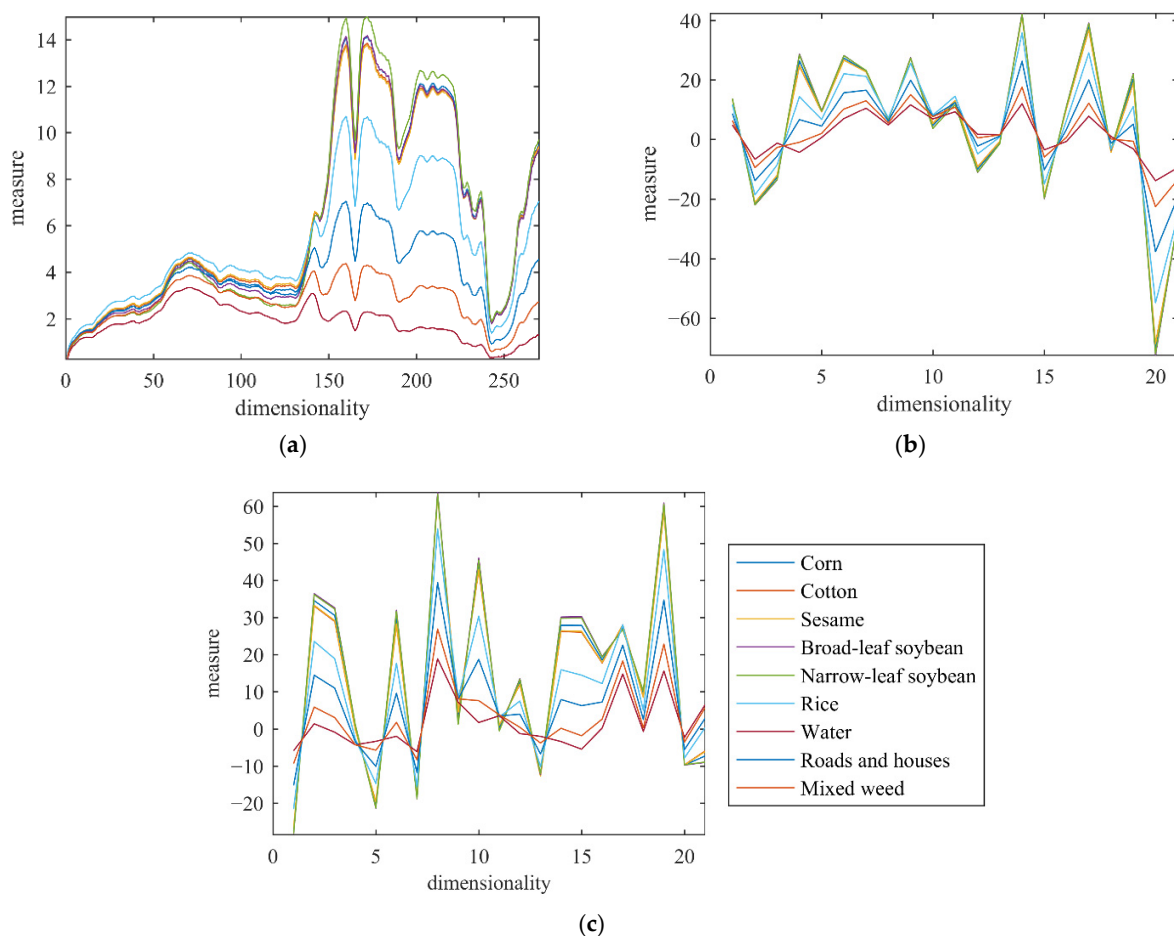 14
12
10
8
6
4
2
measure
0
50
100
150
200
250
dimensionality
(a)
40
20
0
−20
−40
−60
measure
0
5
10
15
20
dimensionality
(b)
60
50
40
30
20
10
0
−10
−20
measure
0
5
10
15
20
dimensionality
Corn
Cotton
Sesame
Broad-leaf soybean
Narrow-leaf soybean
Rice
Water
Roads and houses
Mixed weed
(c)